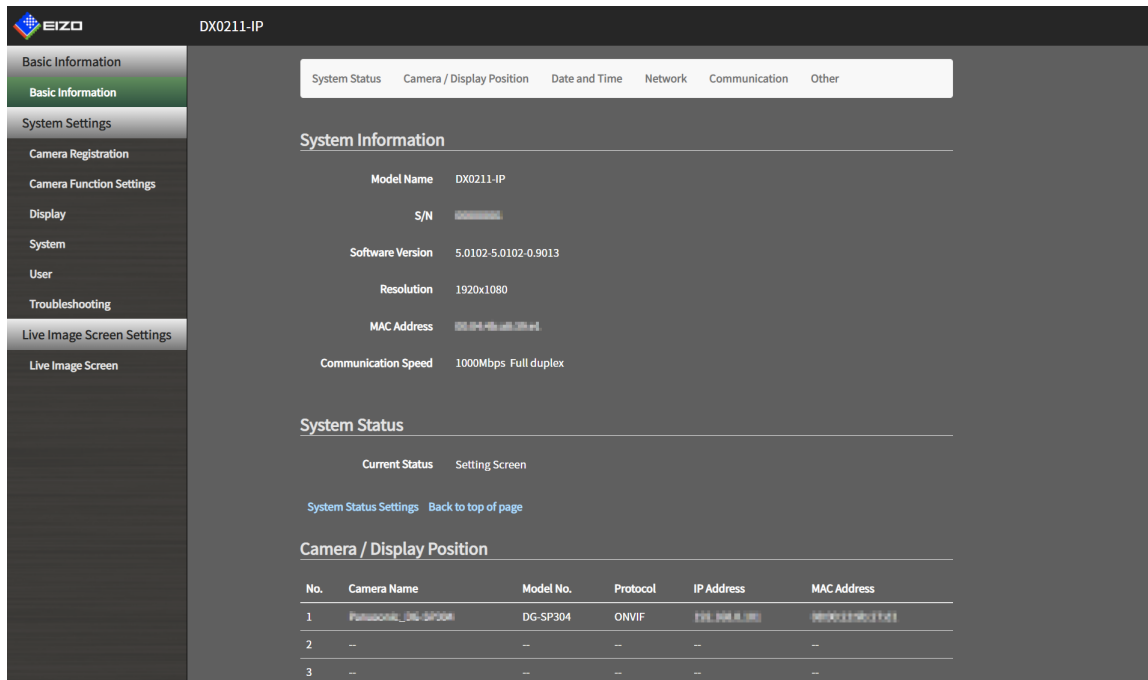 EIZO
DX0211-IP
Basic Information
Basic Information
System Settings
Camera Registration
Camera Function Settings
Display
System
User
Troubleshooting
Live Image Screen Settings
Live Image Screen
System Status Camera / Display Position Date and Time Network Communication Other
System Information
Model Name DX0211-IP
S/N
Software Version 5.0102-5.0102-0.9013
Resolution 1920x1080
MAC Address
Communication Speed 1000Mbps Full duplex
System Status
Current Status Setting Screen
System Status Settings Back to top of page
Camera / Display Position
No. Camera Name Model No. Protocol IP Address MAC Address
1 DG-SP304 ONVIF
2 -- -- -- -- --
3 -- -- -- -- --